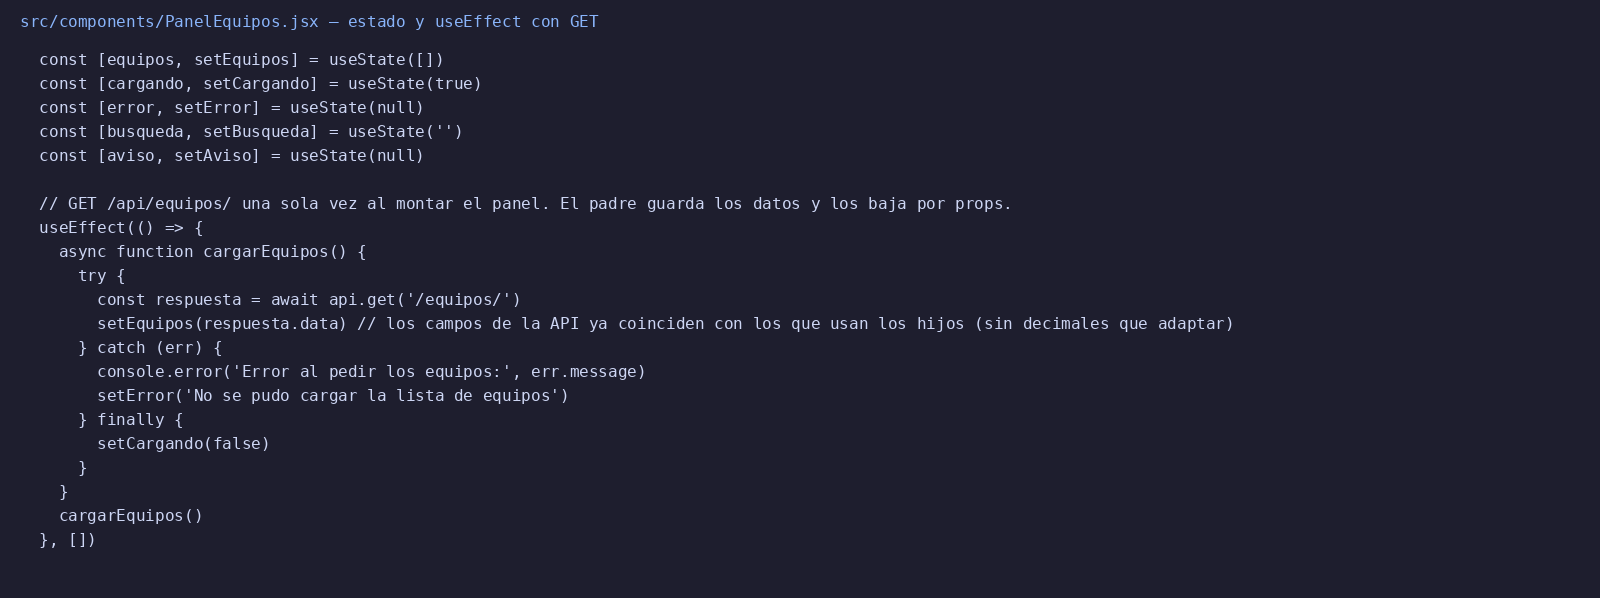 src/components/PanelEquipos.jsx — estado y useEffect con GET
const [equipos, setEquipos] = useState([])
const [cargando, setCargando] = useState(true)
const [error, setError] = useState(null)
const [busqueda, setBusqueda] = useState('')
const [aviso, setAviso] = useState(null)
// GET /api/equipos/ una sola vez al montar el panel. El padre guarda los datos y los baja por props.
useEffect(() => {
async function cargarEquipos() {
try {
const respuesta = await api.get('/equipos/')
setEquipos(respuesta.data) // los campos de la API ya coinciden con los que usan los hijos (sin decimales que adaptar)
} catch (err) {
console.error('Error al pedir los equipos:', err.message)
setError('No se pudo cargar la lista de equipos')
} finally {
setCargando(false)
}
}
cargarEquipos()
}, [])